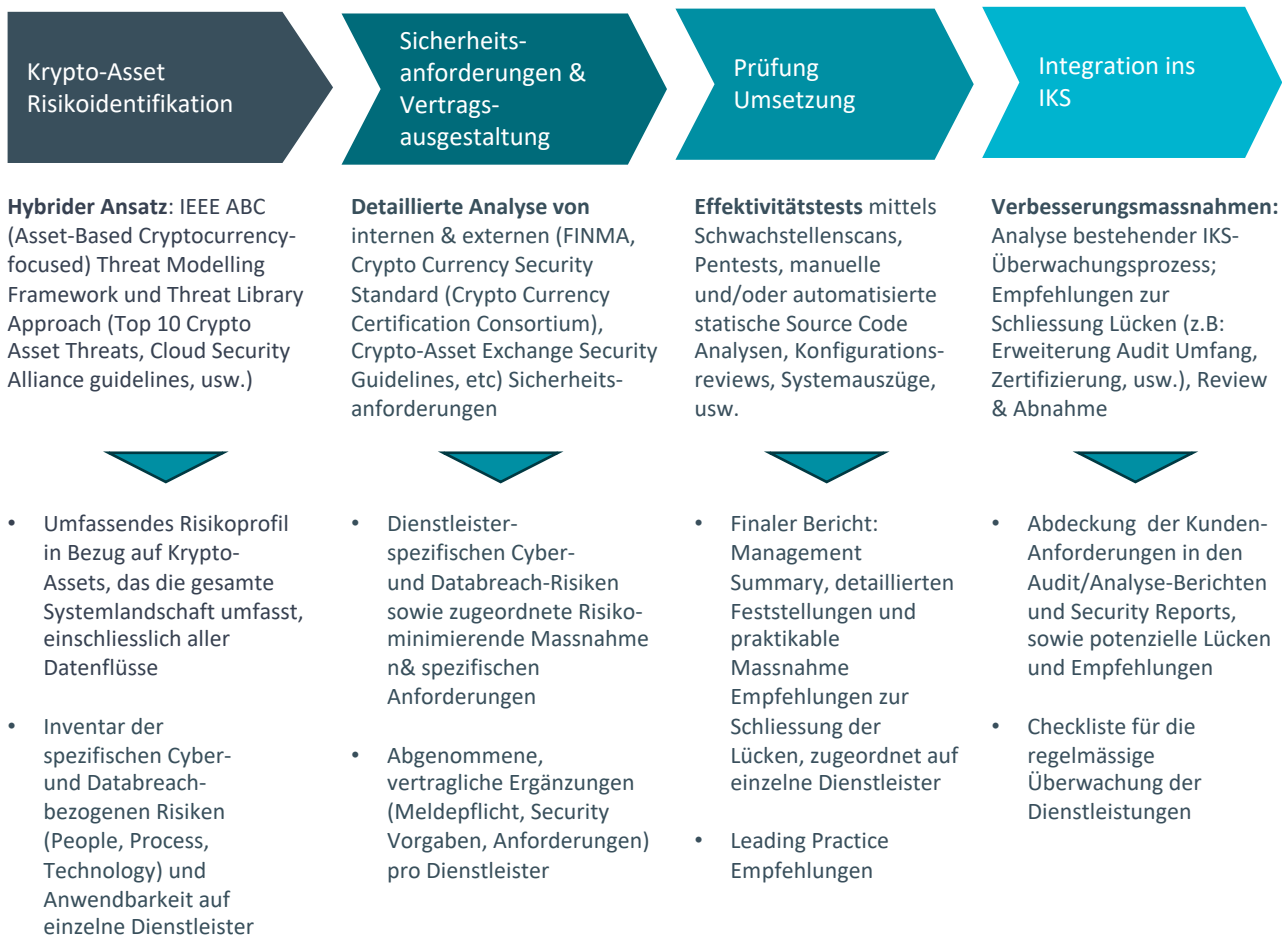 Krypto-Asset
Risikoidentifikation
Sicherheits-
anforderungen &
Vertrags-
ausgestaltung
Prüfung
Umsetzung
Integration ins
IKS
Hybrider Ansatz: IEEE ABC
(Asset-Based Cryptocurrency-
focused) Threat Modelling
Framework und Threat Library
Approach (Top 10 Crypto
Asset Threats, Cloud Security
Alliance guidelines, usw.)
Detaillierte Analyse von
internen & externen (FINMA,
Crypto Currency Security
Standard (Crypto Currency
Certification Consortium),
Crypto-Asset Exchange Security
Guidelines, etc) Sicherheits-
anforderungen
Effektivitätstests mittels
Schwachstellenscans,
Pentests, manuelle
und/oder automatisierte
statische Source Code
Analysen, Konfigurations-
reviews, Systemauszüge,
usw.
Verbesserungsmassnahmen:
Analyse bestehender IKS-
Überwachungsprozess;
Empfehlungen zur
Schliessung Lücken (z.B:
Erweiterung Audit Umfang,
Zertifizierung, usw.), Review
& Abnahme
• Umfassendes Risikoprofil
in Bezug auf Krypto-
Assets, das die gesamte
Systemlandschaft umfasst,
einschliesslich aller
Datenflüsse
• Inventar der
spezifischen Cyber-
und Databreach-
bezogenen Risiken
(People, Process,
Technology) und
Anwendbarkeit auf
einzelne Dienstleister
• Dienstleister-
spezifischen Cyber-
und Databreach-Risiken
sowie zugeordnete Risiko-
minimierende Massnahme
n& spezifischen
Anforderungen
• Abgenommene,
vertragliche Ergänzungen
(Meldepflicht, Security
Vorgaben, Anforderungen)
pro Dienstleister
• Finaler Bericht:
Management
Summary, detaillierten
Feststellungen und
praktikable
Massnahme
Empfehlungen zur
Schliessung der
Lücken, zugeordnet auf
einzelne Dienstleister
• Leading Practice
Empfehlungen
• Abdeckung  der Kunden-
Anforderungen in den
Audit/Analyse-Berichten
und Security Reports,
sowie potenzielle Lücken
und Empfehlungen
• Checkliste für die
regelmässige
Überwachung der
Dienstleistungen